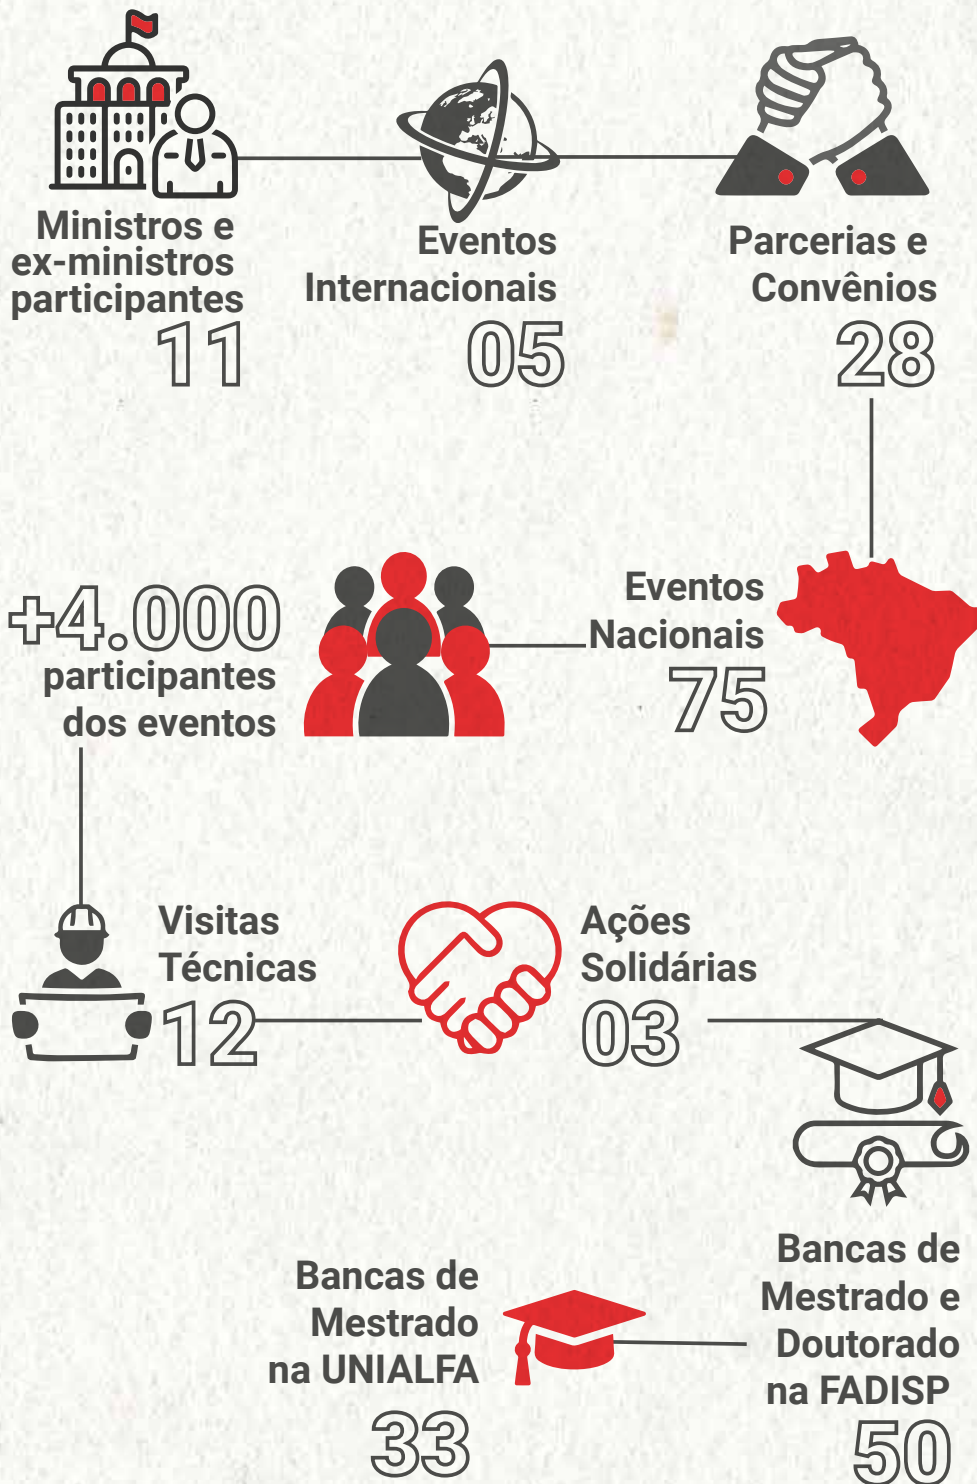 Ministros e
ex-ministros
participantes
11
Eventos
Internacionais
05
Parcerias e
Convênios
28
Eventos
Nacionais
75
+4.000
participantes
dos eventos
Visitas
Técnicas
12
Ações
Solidárias
03
Bancas de
Mestrado e
Doutorado
na FADISP
50
Bancas de
Mestrado
na UNIALFA
33